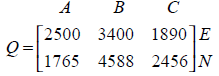 A B C
Q = [2500 3400 1890] E
[1765 4588 2456] N